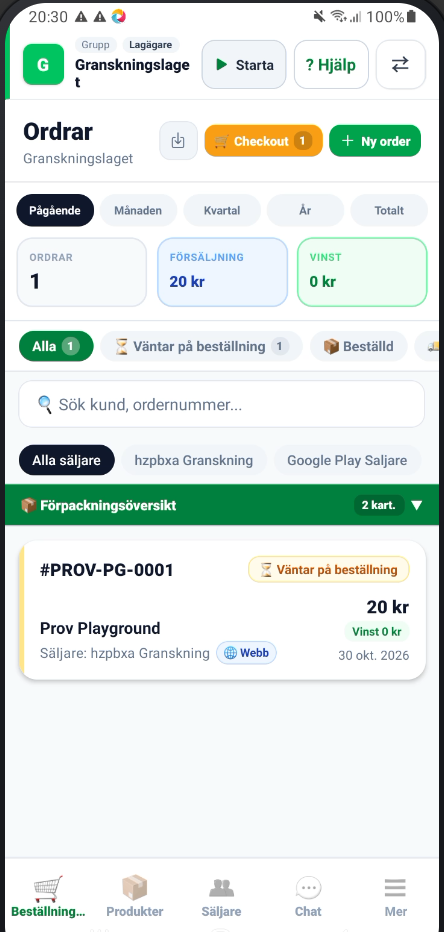 20:30 100%
G
Grupp Lagägare
Granskningslage
t
Starta
? Hjälp
Ordrar
Granskningslaget
Checkout 1
+ Ny order
Pågående Månaden Kvartal År Totalt
ORDRAR
1
FÖRSÄLJNING
20 kr
VINST
0 kr
Alla 1 Väntar på beställning 1 Beställd
Sök kund, ordernummer...
Alla säljare hzpbxa Granskning Google Play Saljare
Förpackningsöversikt 2 kart. ▼
#PROV-PG-0001 Väntar på beställning
20 kr
Prov Playground Vinst 0 kr
Säljare: hzpbxa Granskning Webb 30 okt. 2026
Beställning... Produkter Säljare Chat Mer